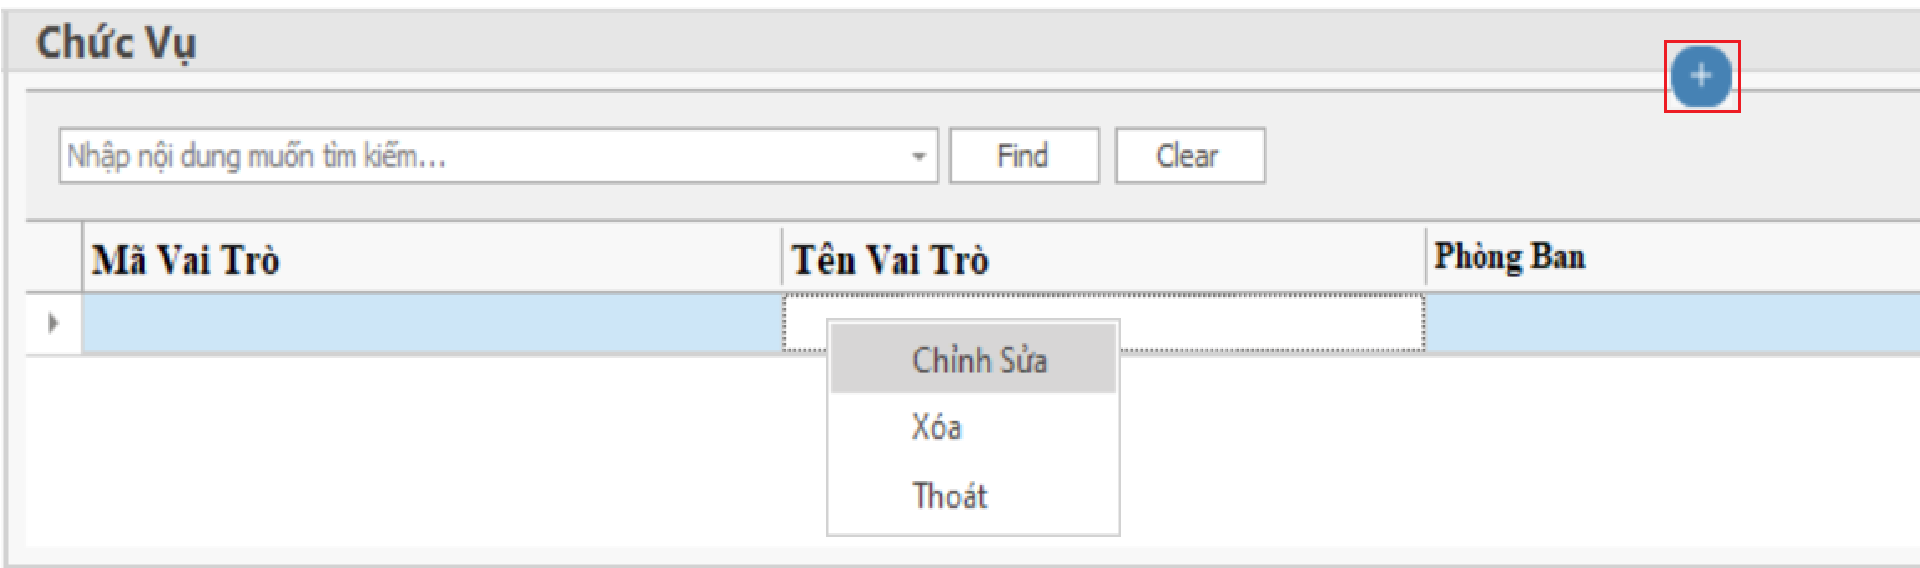 Chức Vụ
+
Nhập nội dung muốn tìm kiếm... Find Clear
Mã Vai Trò Tên Vai Trò Phòng Ban
Chỉnh Sửa
Xóa
Thoát